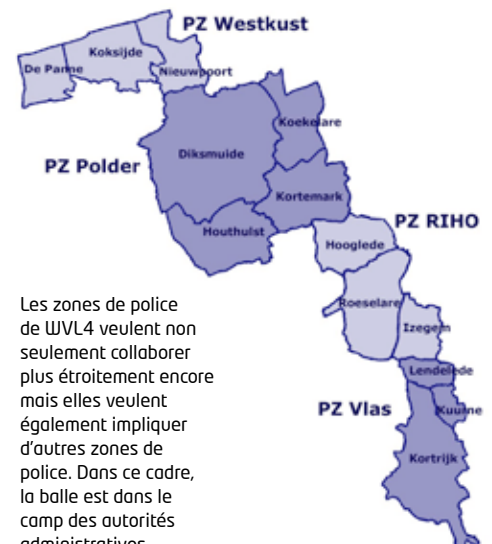 PZ Westkust
Koksijde
De Panne
Nieuwpoort
Koekelare
Diksmuide
PZ Polder
Kortemark
PZ RIHO
Houthulst
Hooglede
Roeselare
Izegem
Lendelede
PZ Vlas
Kuurne
Kortrijk
Les zones de police
de WVL4 veulent non
seulement collaborer
plus étroitement encore
mais elles veulent
également impliquer
d'autres zones de
police. Dans ce cadre,
la balle est dans le
camp des autorités
administratives